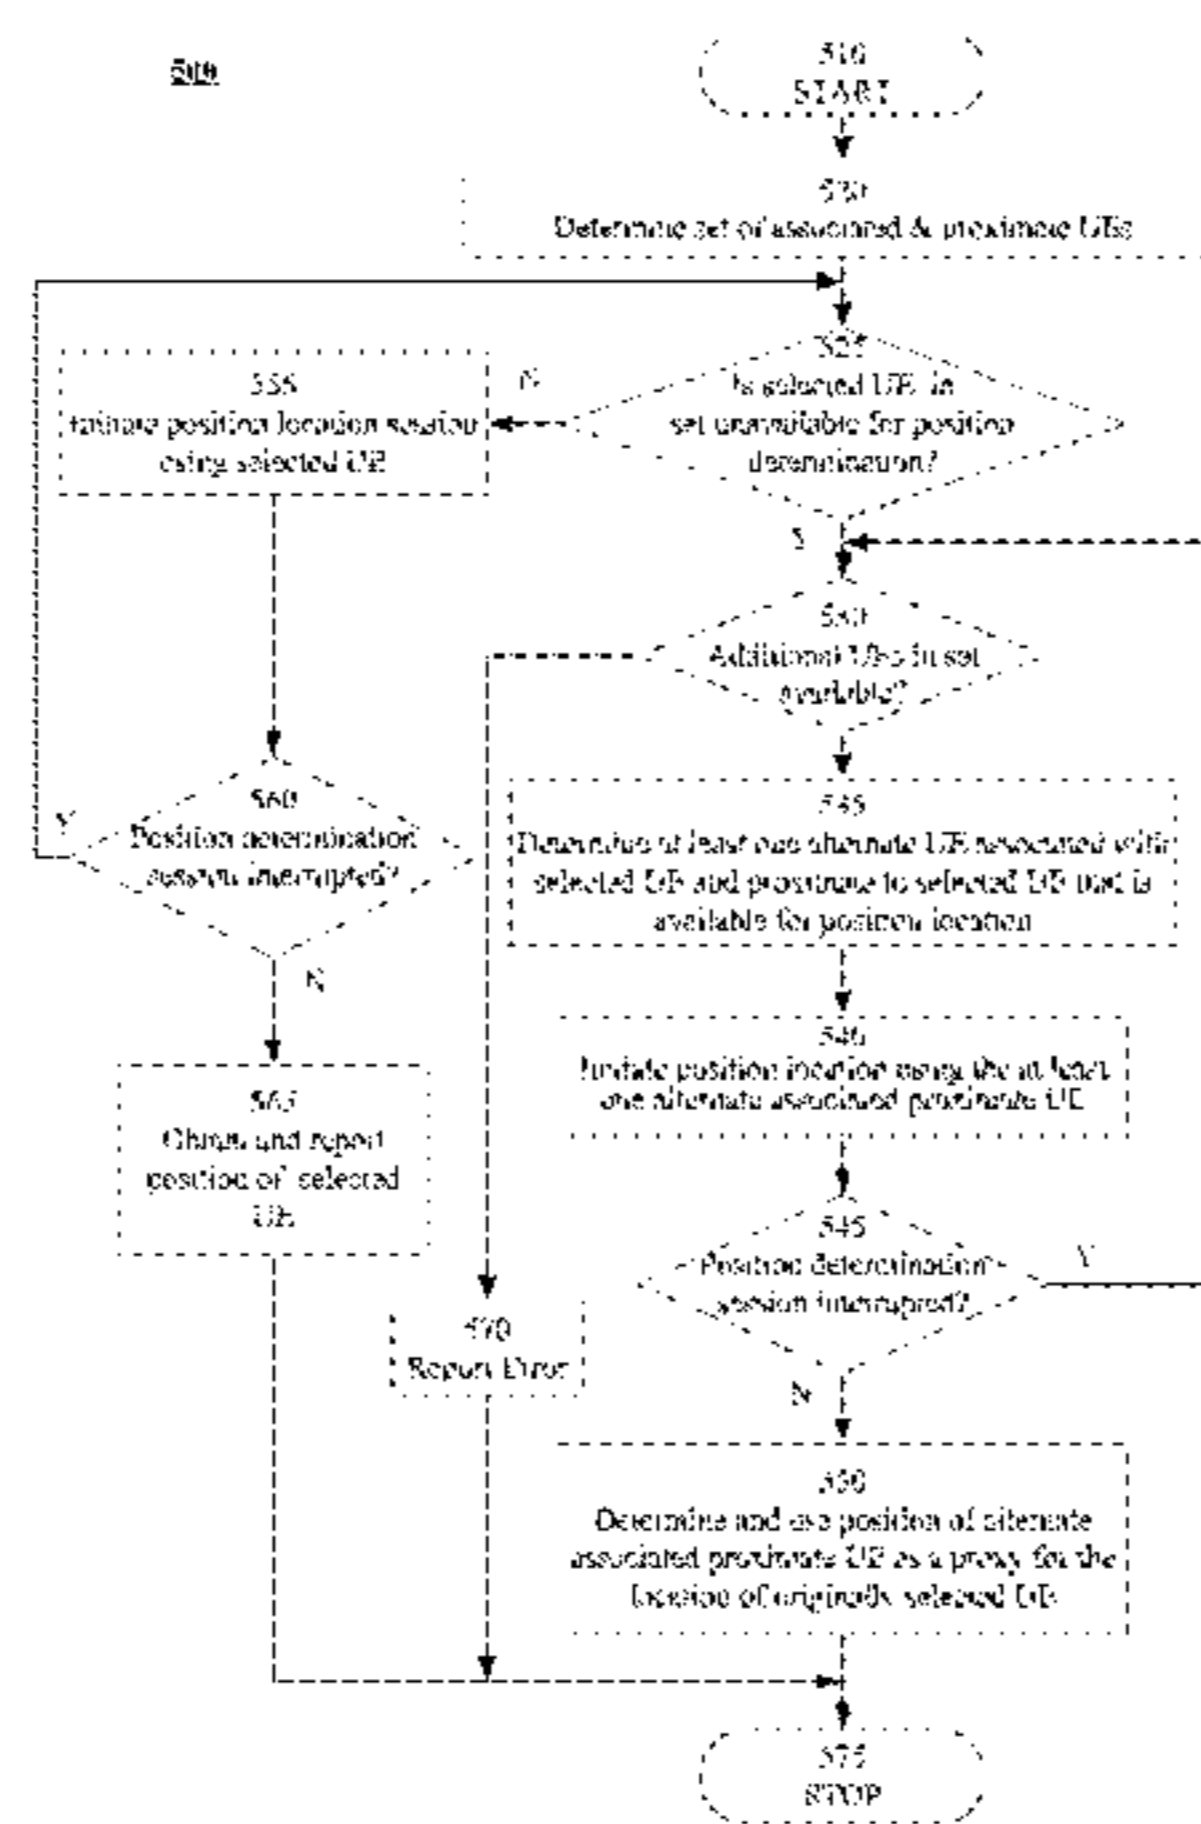 500
510
START
Determine set of associated & proximate UEs
525
Is selected UE in
set unavailable for position
determination?
N
Initiate position location session
using selected UE
Y
530
Additional UEs in set
available?
560
Position determination
session interrupted?
Y
N
Determine at least one alternate UE associated with
selected UE and proximate to selected UE that is
available for position location
540
Initiate position location using the at least
one alternate associated proximate UE
565
Obtain and report
position of selected
UE
545
Position determination
session interrupted?
Y
N
570
Report Error
550
Determine and use position of alternate
associated proximate UE as a proxy for the
location of originally selected UE
575
STOP